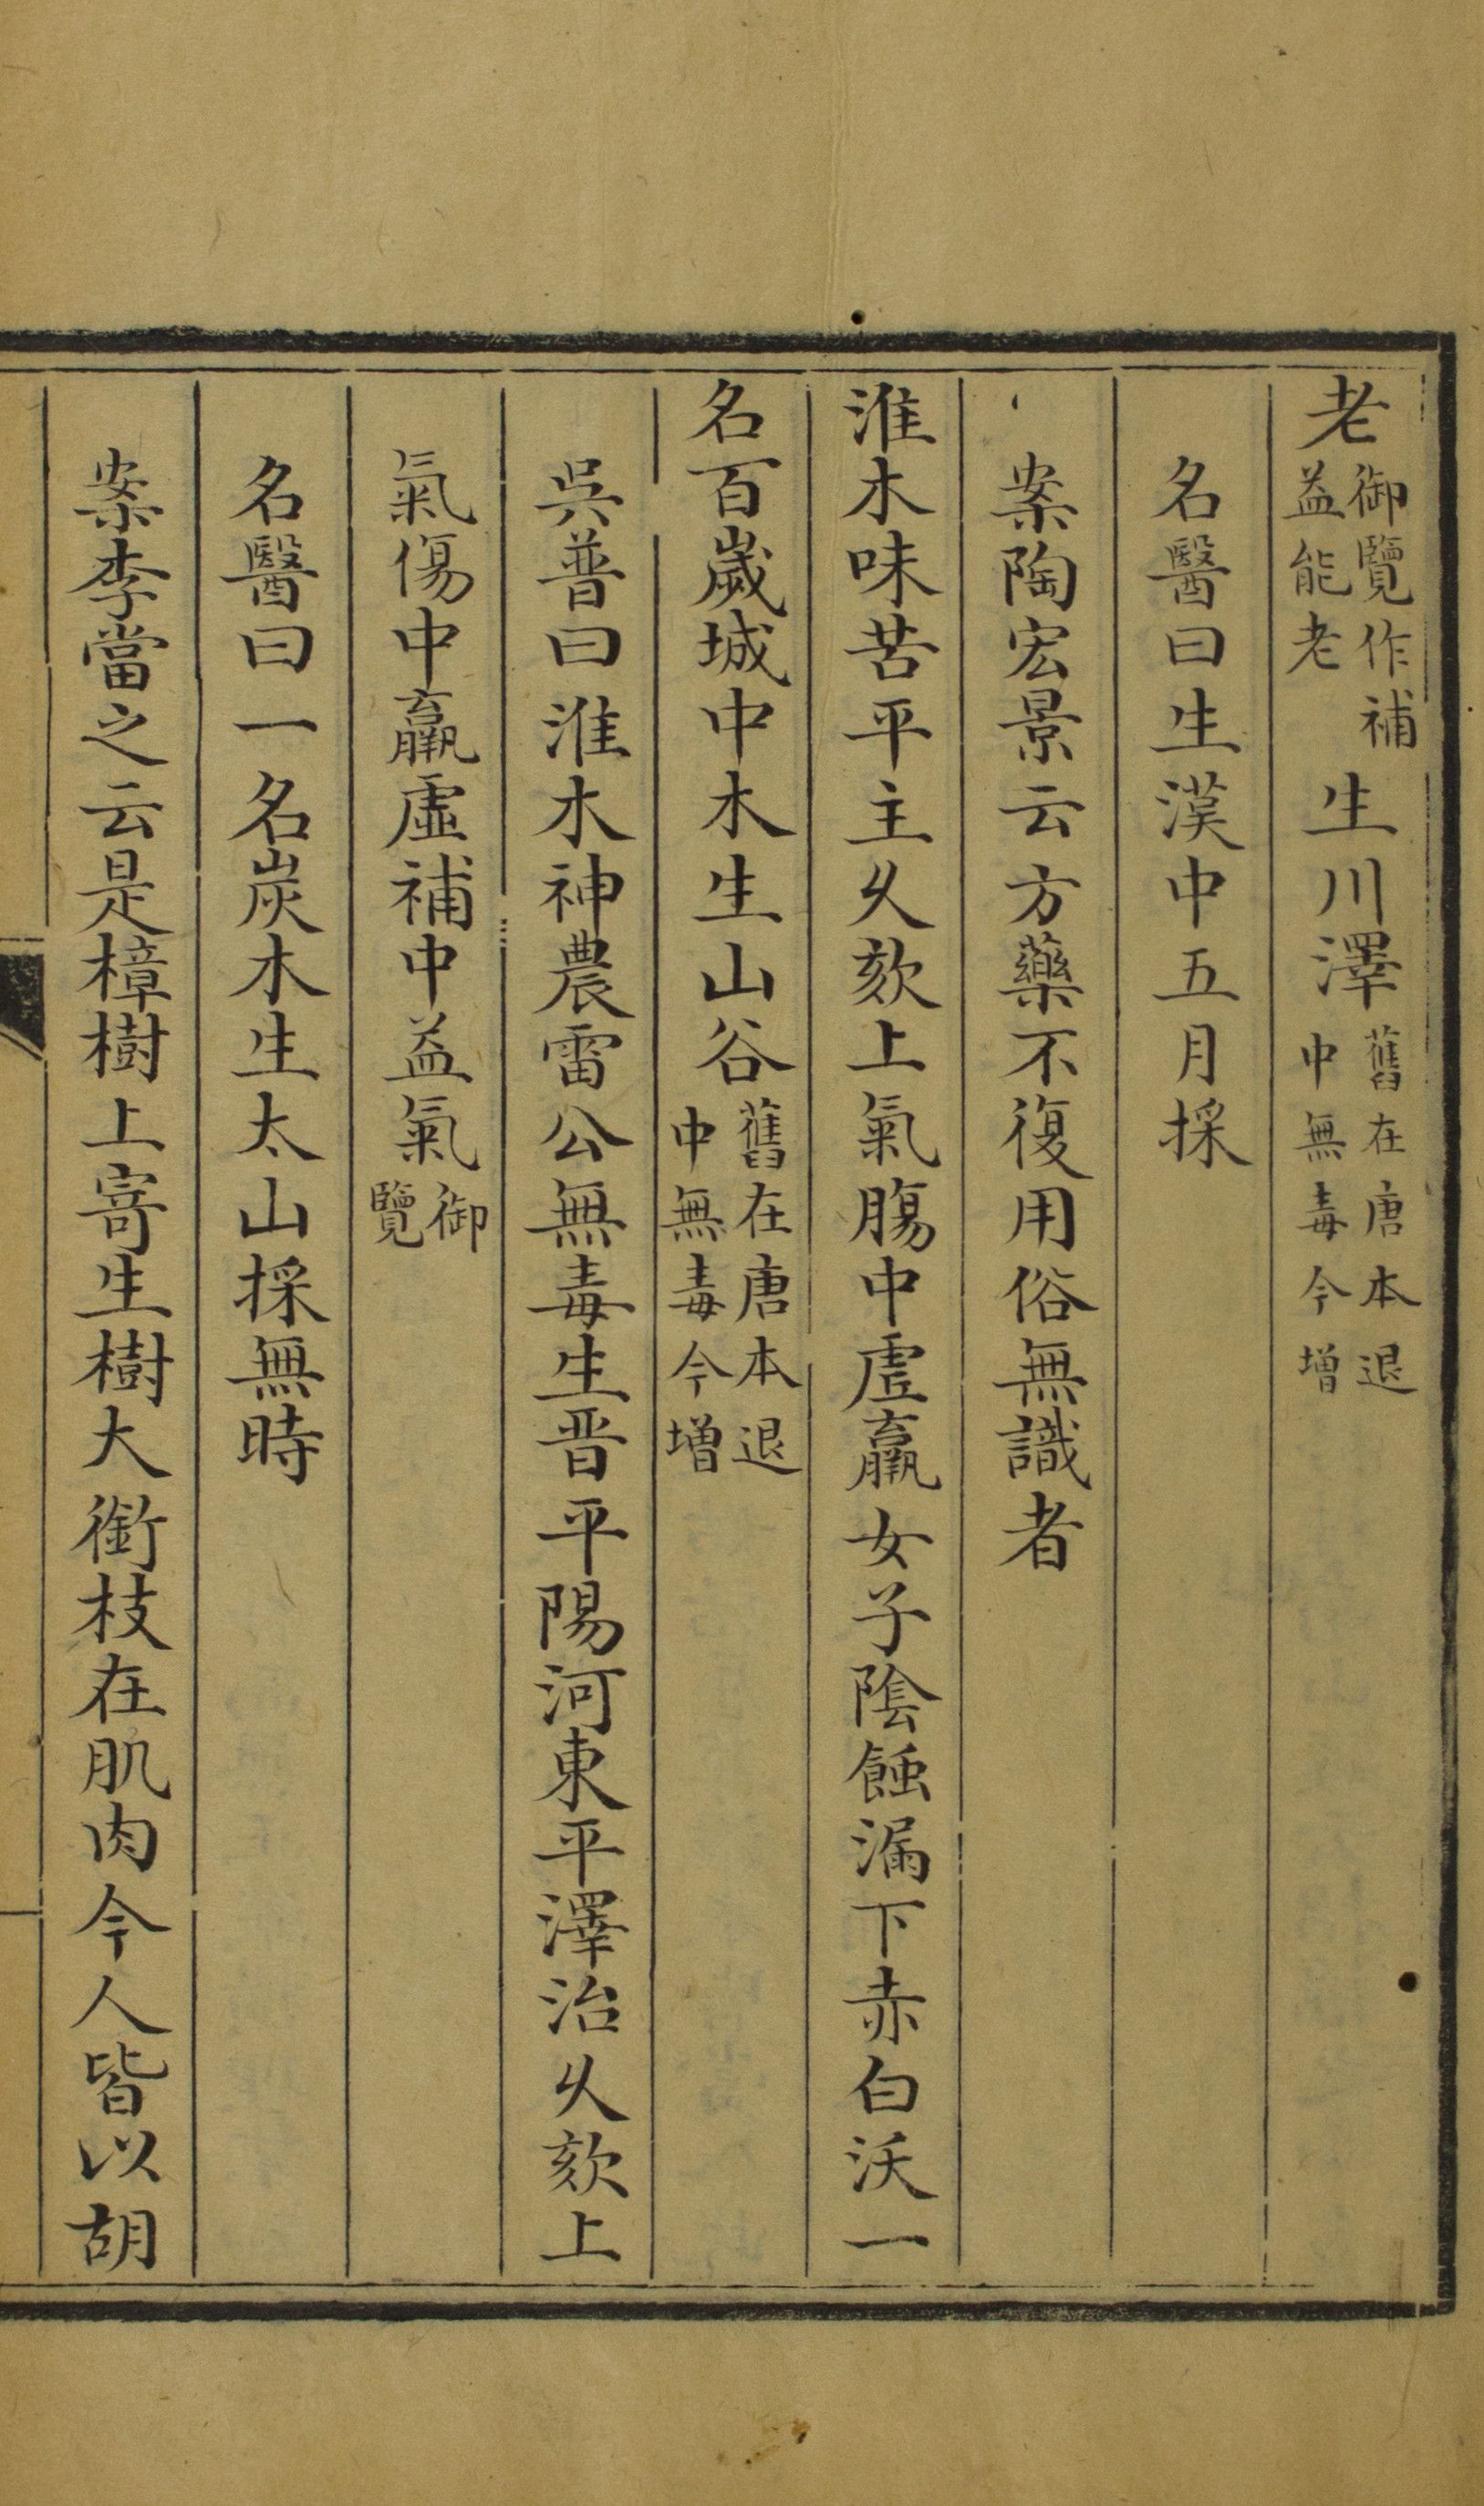 老御覽作補益能老生川澤舊在唐本退中無毒今增
名醫曰生漢中五月採
案陶宏景云方藥不復用俗無識者
淮木味苦平主久欬上氣腸中虛羸女子陰蝕漏下赤白沃一
名百歲城中木生山谷舊在唐本退中無毒今增
吳普曰淮木神農雷公無毒生晉平陽河東平澤治久欬上
氣傷中羸虛補中益氣御覽
名醫曰一名炭木生太山採無時
案李當之云是樟樹上寄生樹大銜枝在肌肉今人皆以胡